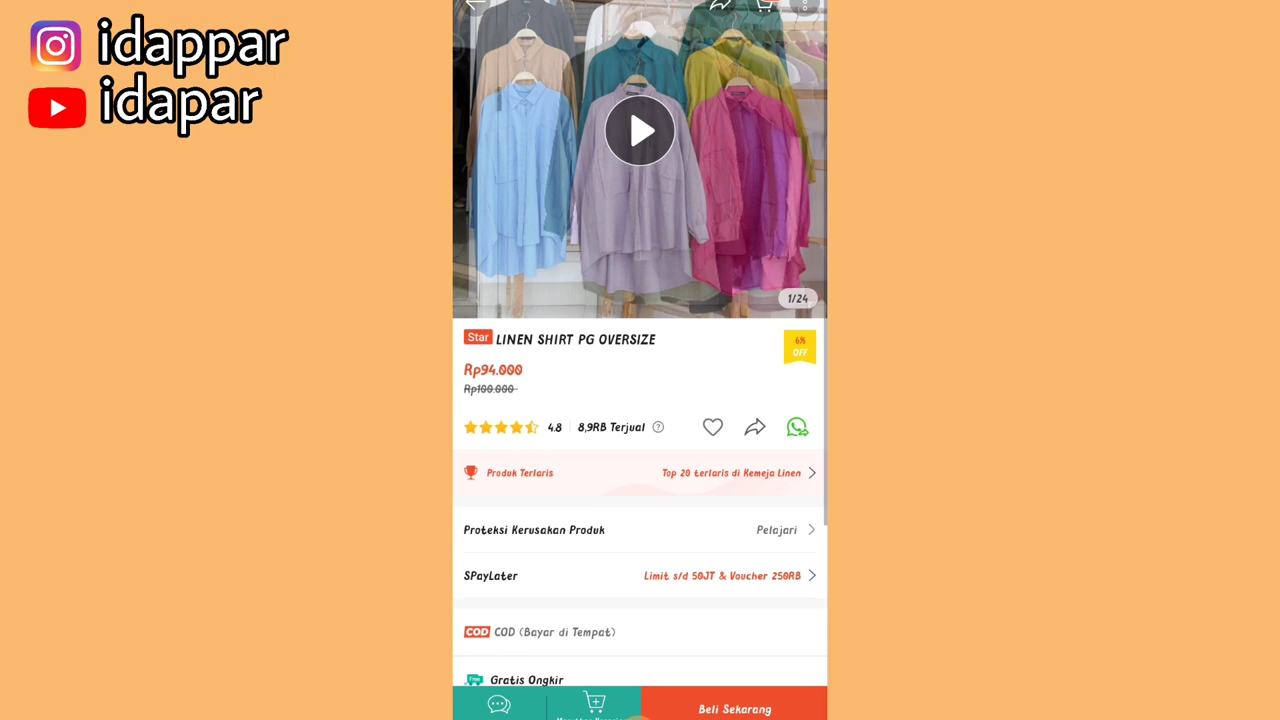 idappar
idapar
1/24
Star LINEN SHIRT PG OVERSIZE
6%
OFF
Rp94.000
Rp100.000
4.8 8,9RB Terjual ?
Produk Terlaris Top 20 terlaris di Kemeja Linen
Proteksi Kerusakan Produk Pelajari
SPayLater Limit s/d 50JT & Voucher 250RB
COD COD (Bayar di Tempat)
Free Gratis Ongkir
Beli Sekarang